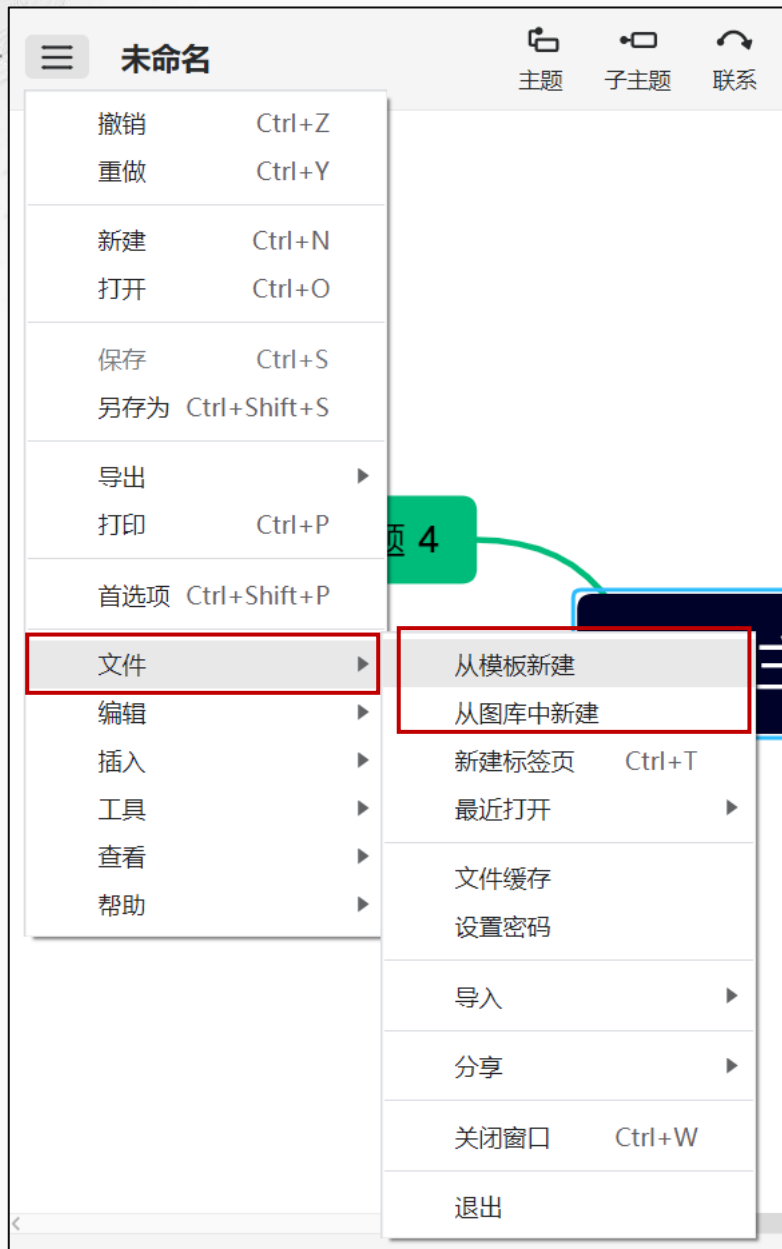 未命名
主题 子主题 联系
撤销 Ctrl+Z
重做 Ctrl+Y
新建 Ctrl+N
打开 Ctrl+O
保存 Ctrl+S
另存为 Ctrl+Shift+S
导出
打印 Ctrl+P
题 4
首选项 Ctrl+Shift+P
文件
编辑
插入
工具
查看
帮助
从模板新建
从图库中新建
新建标签页 Ctrl+T
最近打开
文件缓存
设置密码
导入
分享
关闭窗口 Ctrl+W
退出